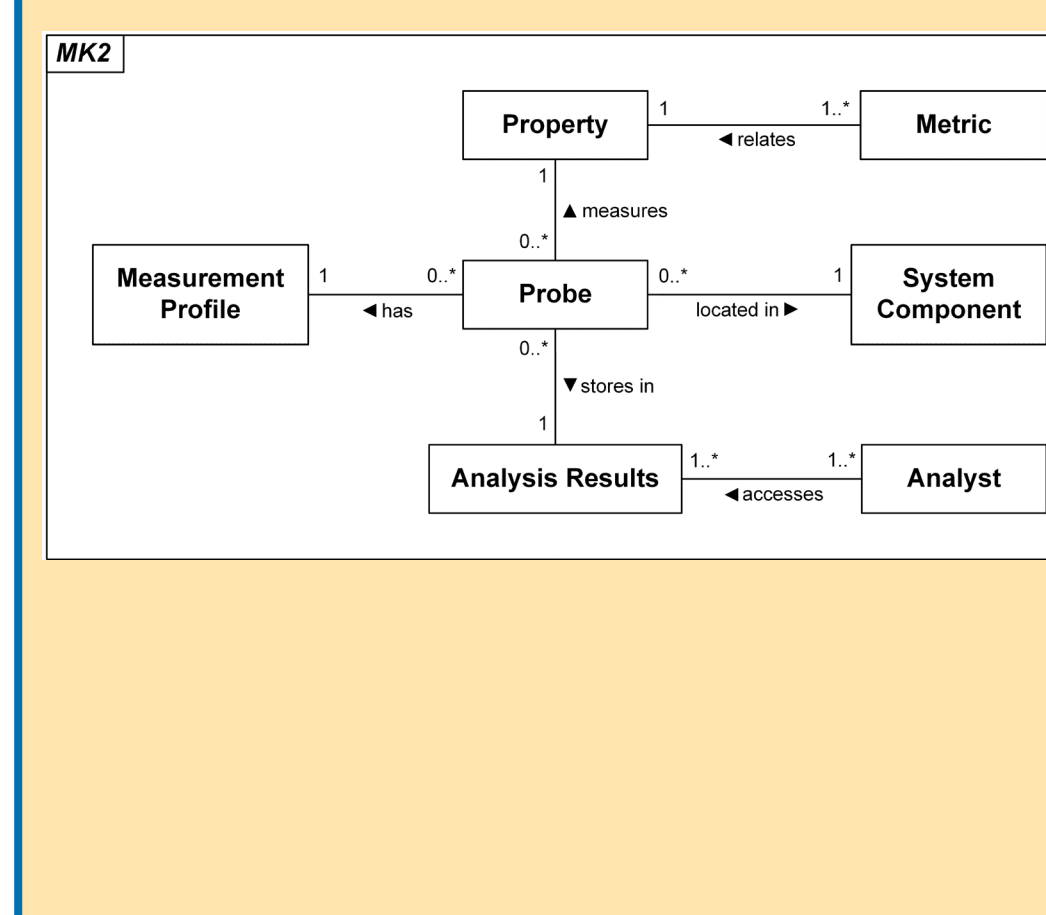 MK2
Property
1
1..*
◄ relates
Metric
1
▲ measures
0..*
Measurement
Profile
1
0..*
◄ has
Probe
0..*
1
located in ►
System
Component
0..*
▼ stores in
1
Analysis Results
1..*
1..*
◄ accesses
Analyst